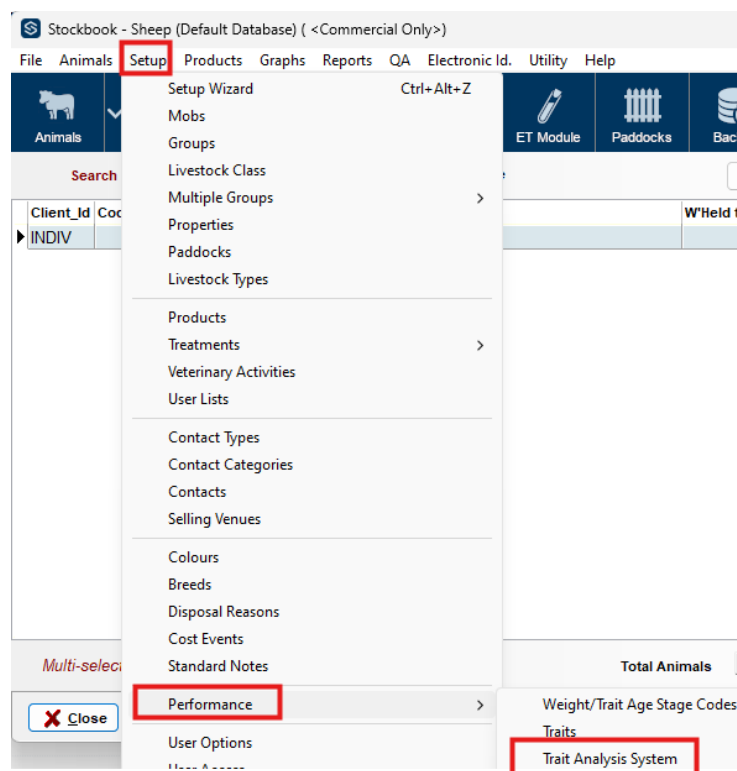 Stockbook - Sheep (Default Database) ( <Commercial Only>)
File Animals Setup Products Graphs Reports QA Electronic Id. Utility Help
Animals
ET Module
Paddocks
Bac
Search
Client_Id
W'Held
INDIV
Setup Wizard Ctrl+Alt+Z
Mobs
Groups
Livestock Class
Multiple Groups
Properties
Paddocks
Livestock Types
Products
Treatments
Veterinary Activities
User Lists
Contact Types
Contact Categories
Contacts
Selling Venues
Colours
Breeds
Disposal Reasons
Cost Events
Standard Notes
Performance
User Options
Multi-selec
Total Animals
Close
Weight/Trait Age Stage Codes
Traits
Trait Analysis System